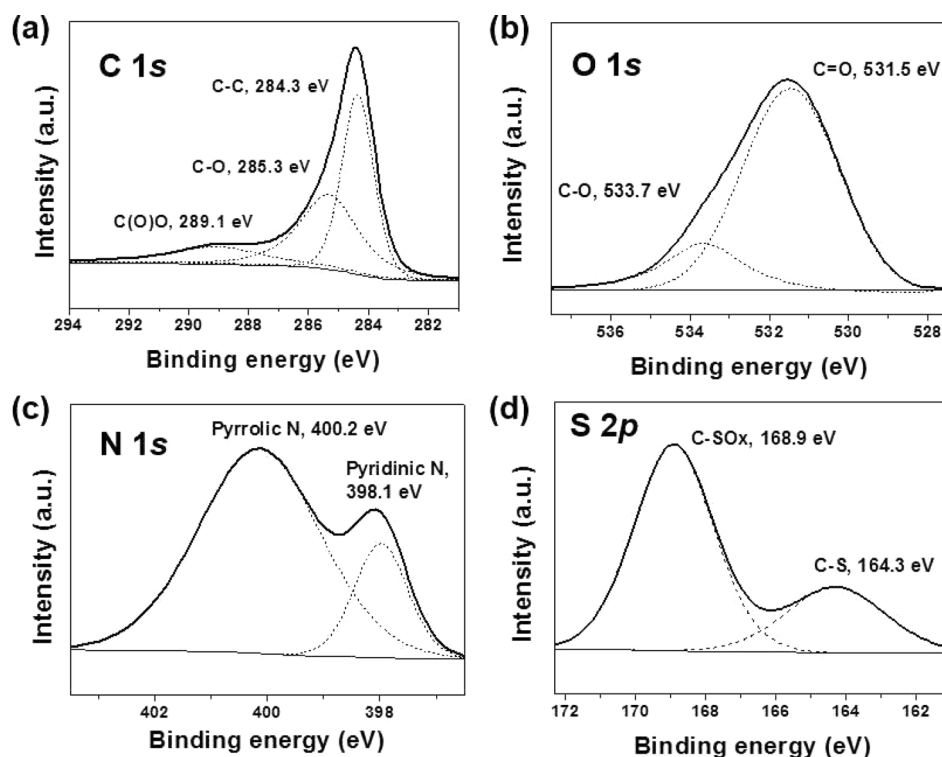 (a)
C 1s
C-C, 284.3 eV
C-O, 285.3 eV
C(O)O, 289.1 eV
Intensity (a.u.)
294 292 290 288 286 284 282
Binding energy (eV)
(b)
O 1s
C=O, 531.5 eV
C-O, 533.7 eV
Intensity (a.u.)
536 534 532 530 528
Binding energy (eV)
(c)
N 1s
Pyrrolic N, 400.2 eV
Pyridinic N,
398.1 eV
Intensity (a.u.)
402 400 398
Binding energy (eV)
(d)
S 2p
C-SOx, 168.9 eV
C-S, 164.3 eV
Intensity (a.u.)
172 170 168 166 164 162
Binding energy (eV)